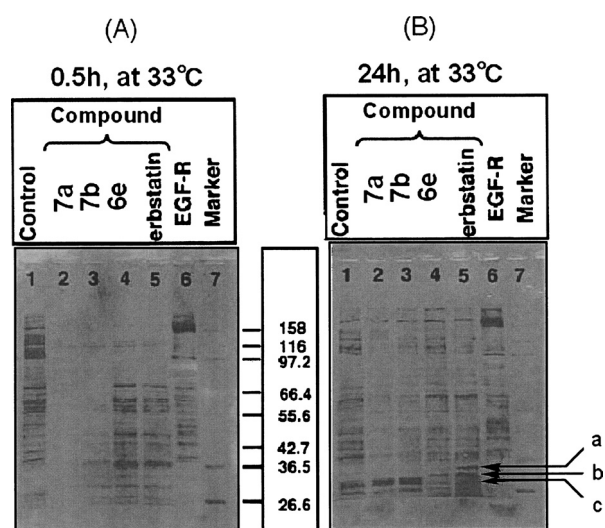 (A) (B)
0.5h, at 33°C 24h, at 33°C
Compound Compound
Control 7a 7b 6e erbstatin EGF-R Marker Control 7a 7b 6e erbstatin EGF-R Marker
1 2 3 4 5 6 7 1 2 3 4 5 6 7
158
116
97.2
66.4
55.6
42.7
36.5
26.6
a
b
c